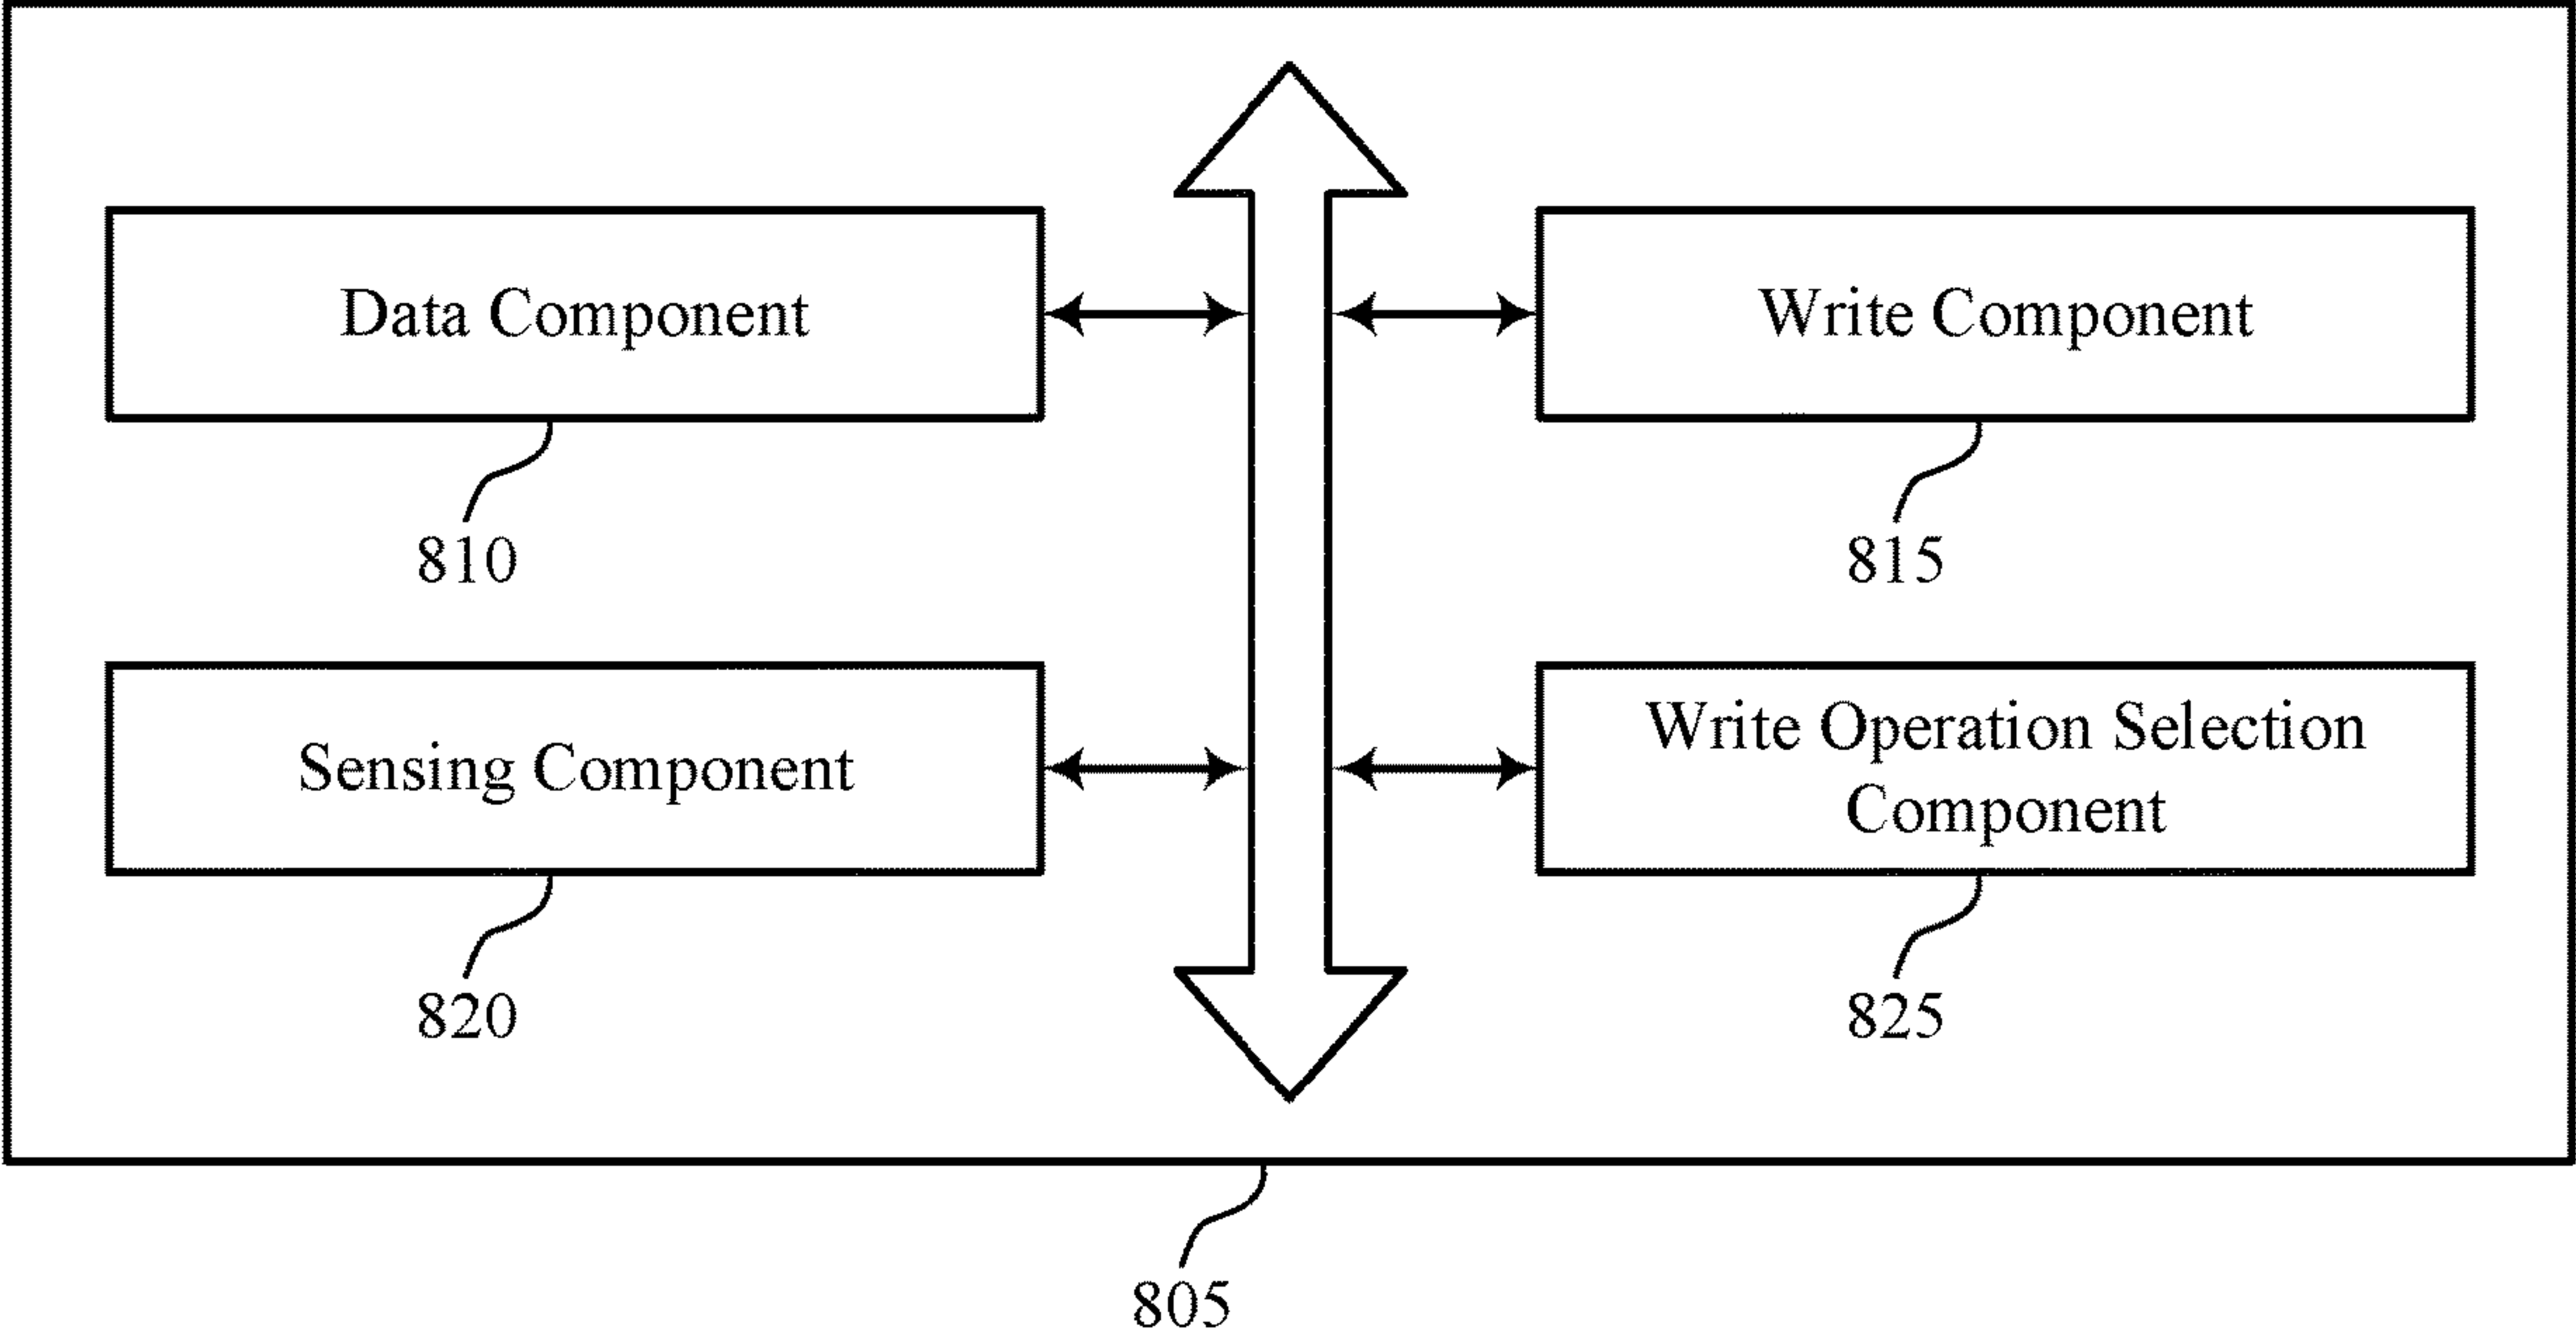 Data Component
Write Component
810
815
Sensing Component
Write Operation Selection
Component
820
825
805